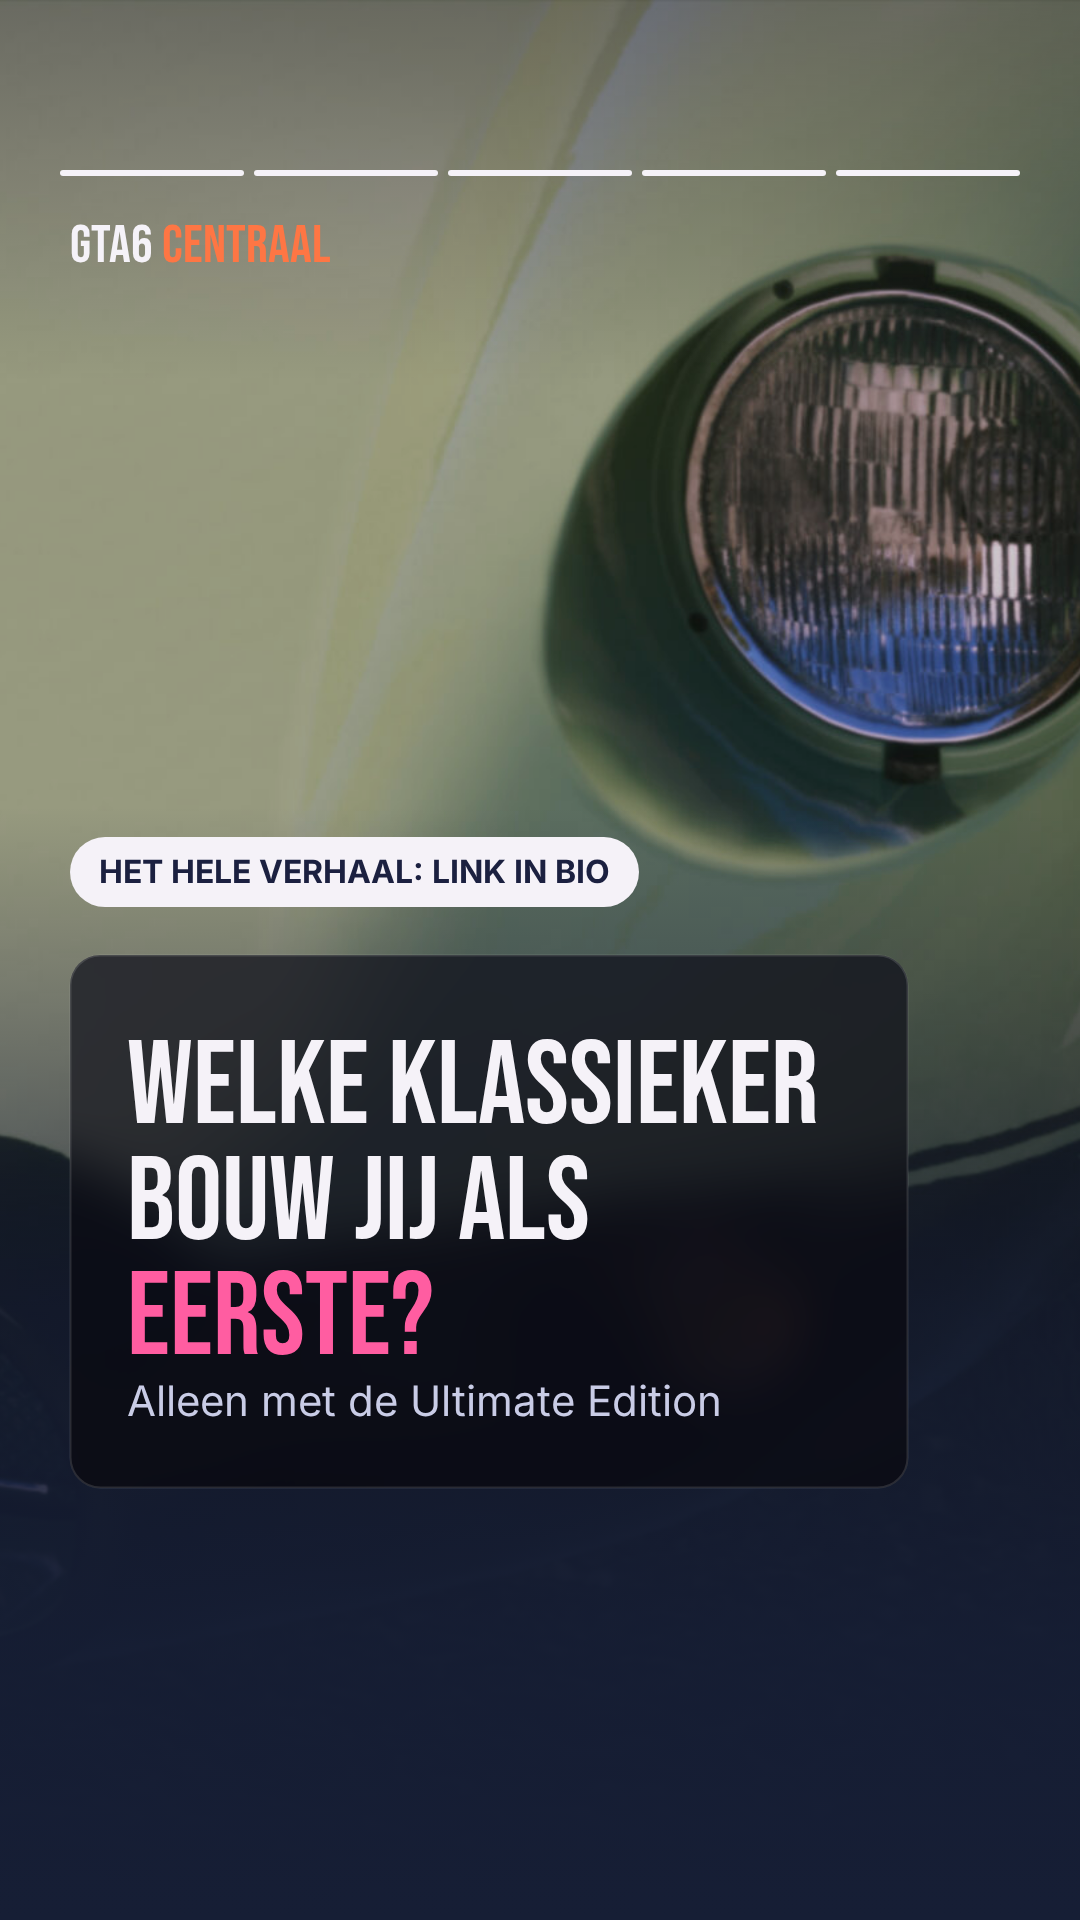 GTA6 CENTRAAL
HET HELE VERHAAL: LINK IN BIO
WELKE KLASSIEKER
BOUW JIJ ALS
EERSTE?
Alleen met de Ultimate Edition